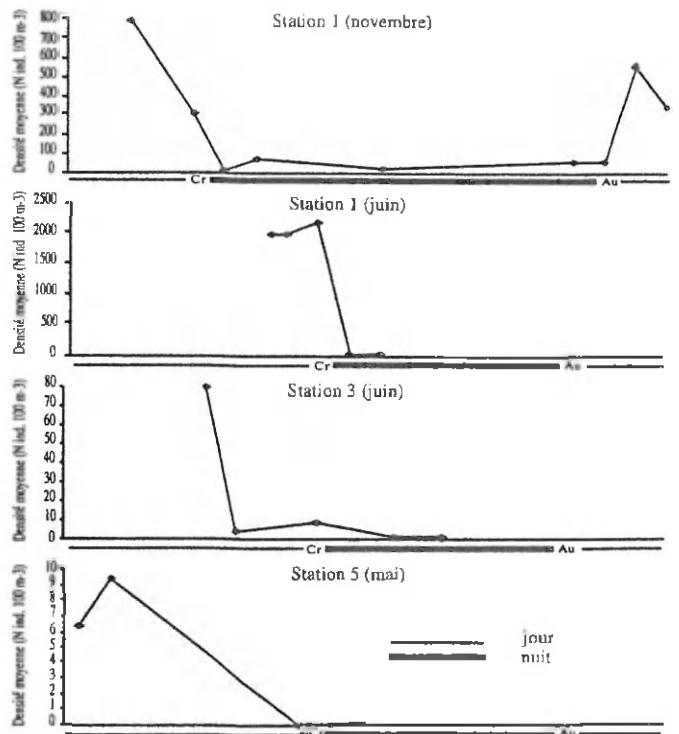 Station 1 (novembre)
Densité moyenne (N ind. 100 m-3)
800
700
600
500
400
300
200
100
0
Cr
Au
Station 1 (juin)
Densité moyenne (N ind. 100 m-3)
2500
2000
1500
1000
500
0
Cr
Au
Station 3 (juin)
Densité moyenne (N ind. 100 m-3)
80
70
60
50
40
30
20
10
0
Cr
Au
Station 5 (mai)
Densité moyenne (N ind. 100 m-3)
10
9
8
7
6
5
4
3
2
1
0
jour
nuit
Au